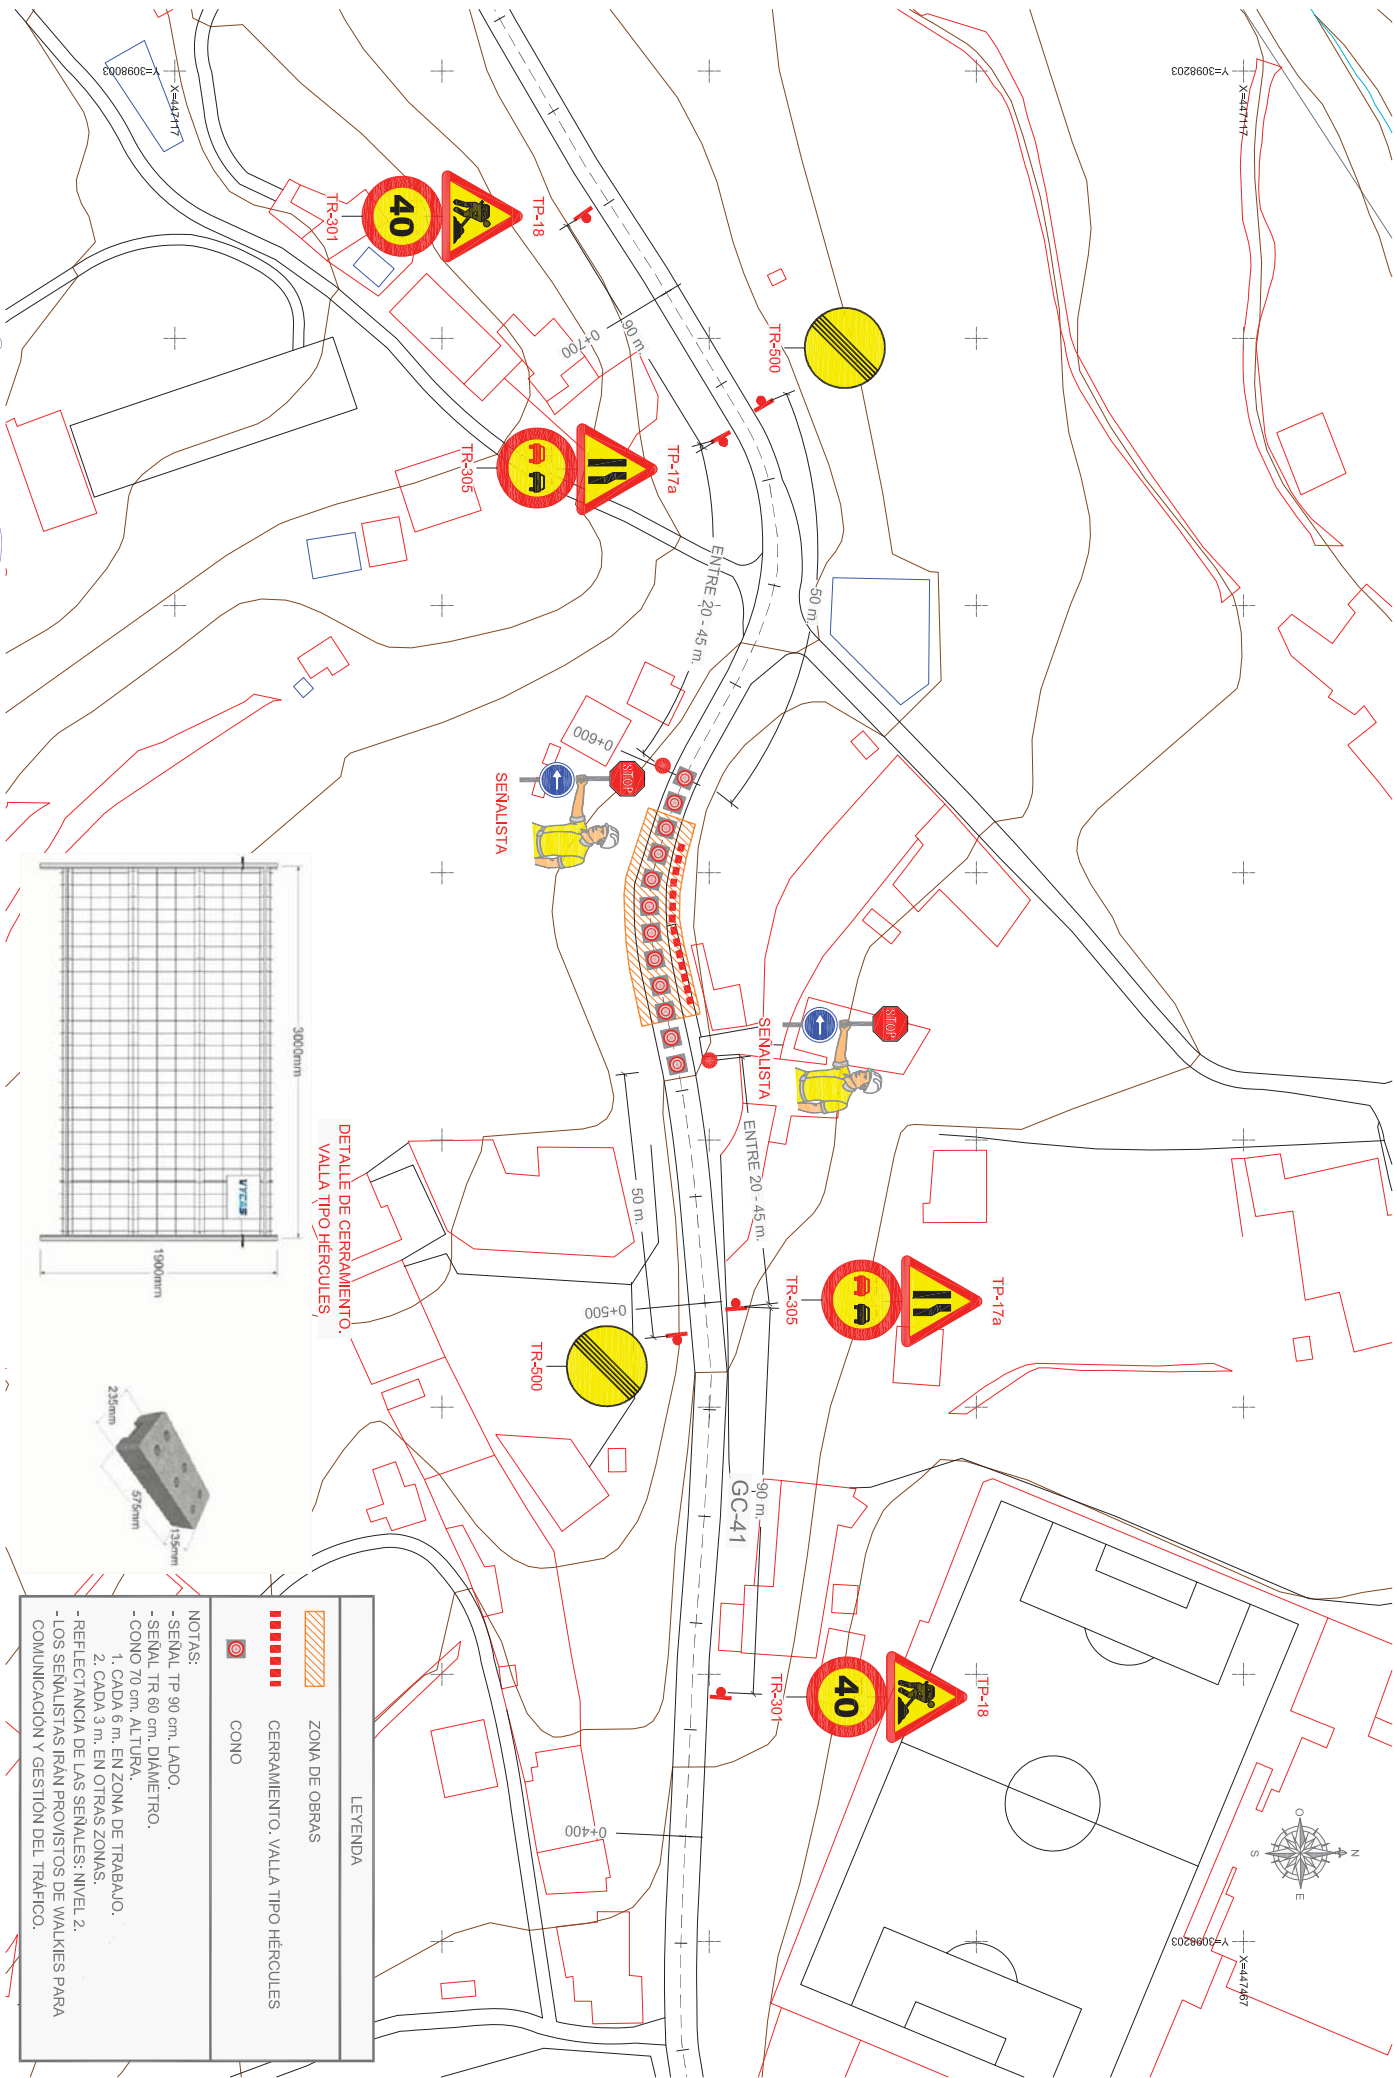 Y=3098003
X=447117
Y=3098203
X=447117
TP-18
40
TR-301
90 m.
0+700
TR-500
TP-17a
TR-305
ENTRE 20 - 45 m.
50 m.
0+600
STOP
SEÑALISTA
STOP
SEÑALISTA
ENTRE 20 - 45 m.
50 m.
TP-17a
TR-305
0+500
TR-500
90 m.
GC-41
TP-18
40
TR-301
0+400
N
O
E
S
Y=3098203
X=447467
3000mm
1900mm
VYCAS
DETALLE DE CERRAMIENTO.
VALLA TIPO HÉRCULES
235mm
575mm
135mm
LEYENDA
ZONA DE OBRAS
CERRAMIENTO. VALLA TIPO HÉRCULES
CONO
NOTAS:
- SEÑAL TP 90 cm. LADO.
- SEÑAL TR 60 cm. DIÁMETRO.
- CONO 70 cm. ALTURA.
1. CADA 6 m. EN ZONA DE TRABAJO.
2. CADA 3 m. EN OTRAS ZONAS.
- REFLECTANCIA DE LAS SEÑALES: NIVEL 2.
- LOS SEÑALISTAS IRÁN PROVISTOS DE WALKIES PARA
COMUNICACIÓN Y GESTIÓN DEL TRÁFICO.